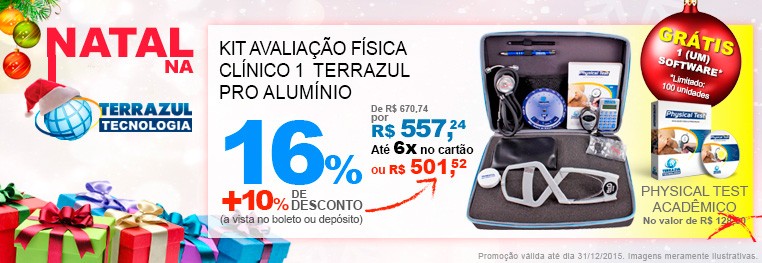 NATAL
NA
TERRAZUL
TECNOLOGIA
KIT AVALIAÇÃO FÍSICA
CLÍNICO 1 TERRAZUL
PRO ALUMÍNIO
16%
+10% DE DESCONTO
(a vista no boleto ou depósito)
De R$ 670,74
por
R$ 557,24
Até 6x no cartão
ou R$ 501,52
Physical Test
GRÁTIS
1 (UM)
SOFTWARE*
*Limitado:
100 unidades
Physical Test
TERRAZUL
PHYSICAL TEST
ACADÊMICO
No valor de R$
Promoção válida até dia 31/12/2015. Imagens meramente ilustrativas.